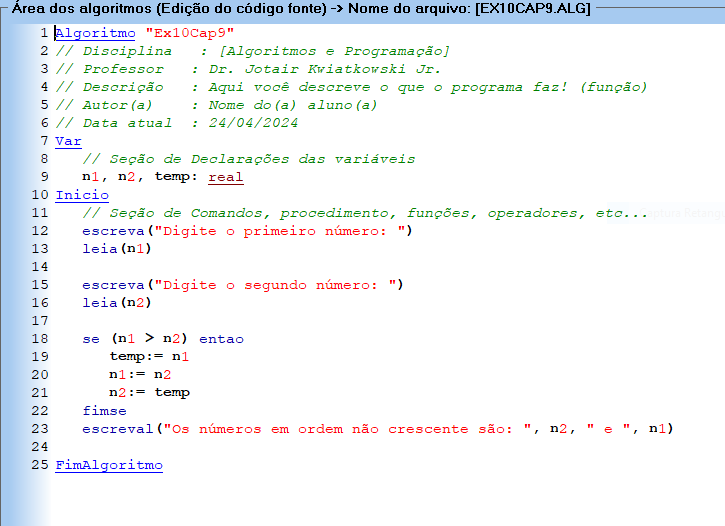 Área dos algoritmos (Edição do código fonte) -> Nome do arquivo: [EX10CAP9.ALG]
1 Algoritmo "Ex10Cap9"
2 // Disciplina   : [Algoritmos e Programação]
3 // Professor   : Dr. Jotair Kwiatkowski Jr.
4 // Descrição   : Aqui você descreve o que o programa faz! (função)
5 // Autor(a)    : Nome do(a) aluno(a)
6 // Data atual  : 24/04/2024
7 Var
8    // Seção de Declarações das variáveis
9    n1, n2, temp: real
10 Inicio
11    // Seção de Comandos, procedimento, funções, operadores, etc...
12    escreva("Digite o primeiro número: ")
13    leia(n1)
14
15    escreva("Digite o segundo número: ")
16    leia(n2)
17
18    se (n1 > n2) entao
19       temp:= n1
20       n1:= n2
21       n2:= temp
22    fimse
23    escreval("Os números em ordem não crescente são: ", n2, " e ", n1)
24
25 FimAlgoritmo